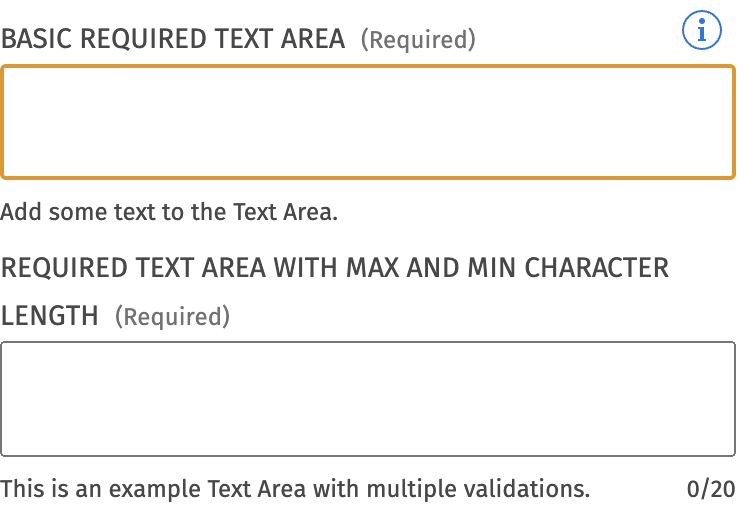 BASIC REQUIRED TEXT AREA (Required) i
Add some text to the Text Area.
REQUIRED TEXT AREA WITH MAX AND MIN CHARACTER
LENGTH (Required)
This is an example Text Area with multiple validations. 0/20